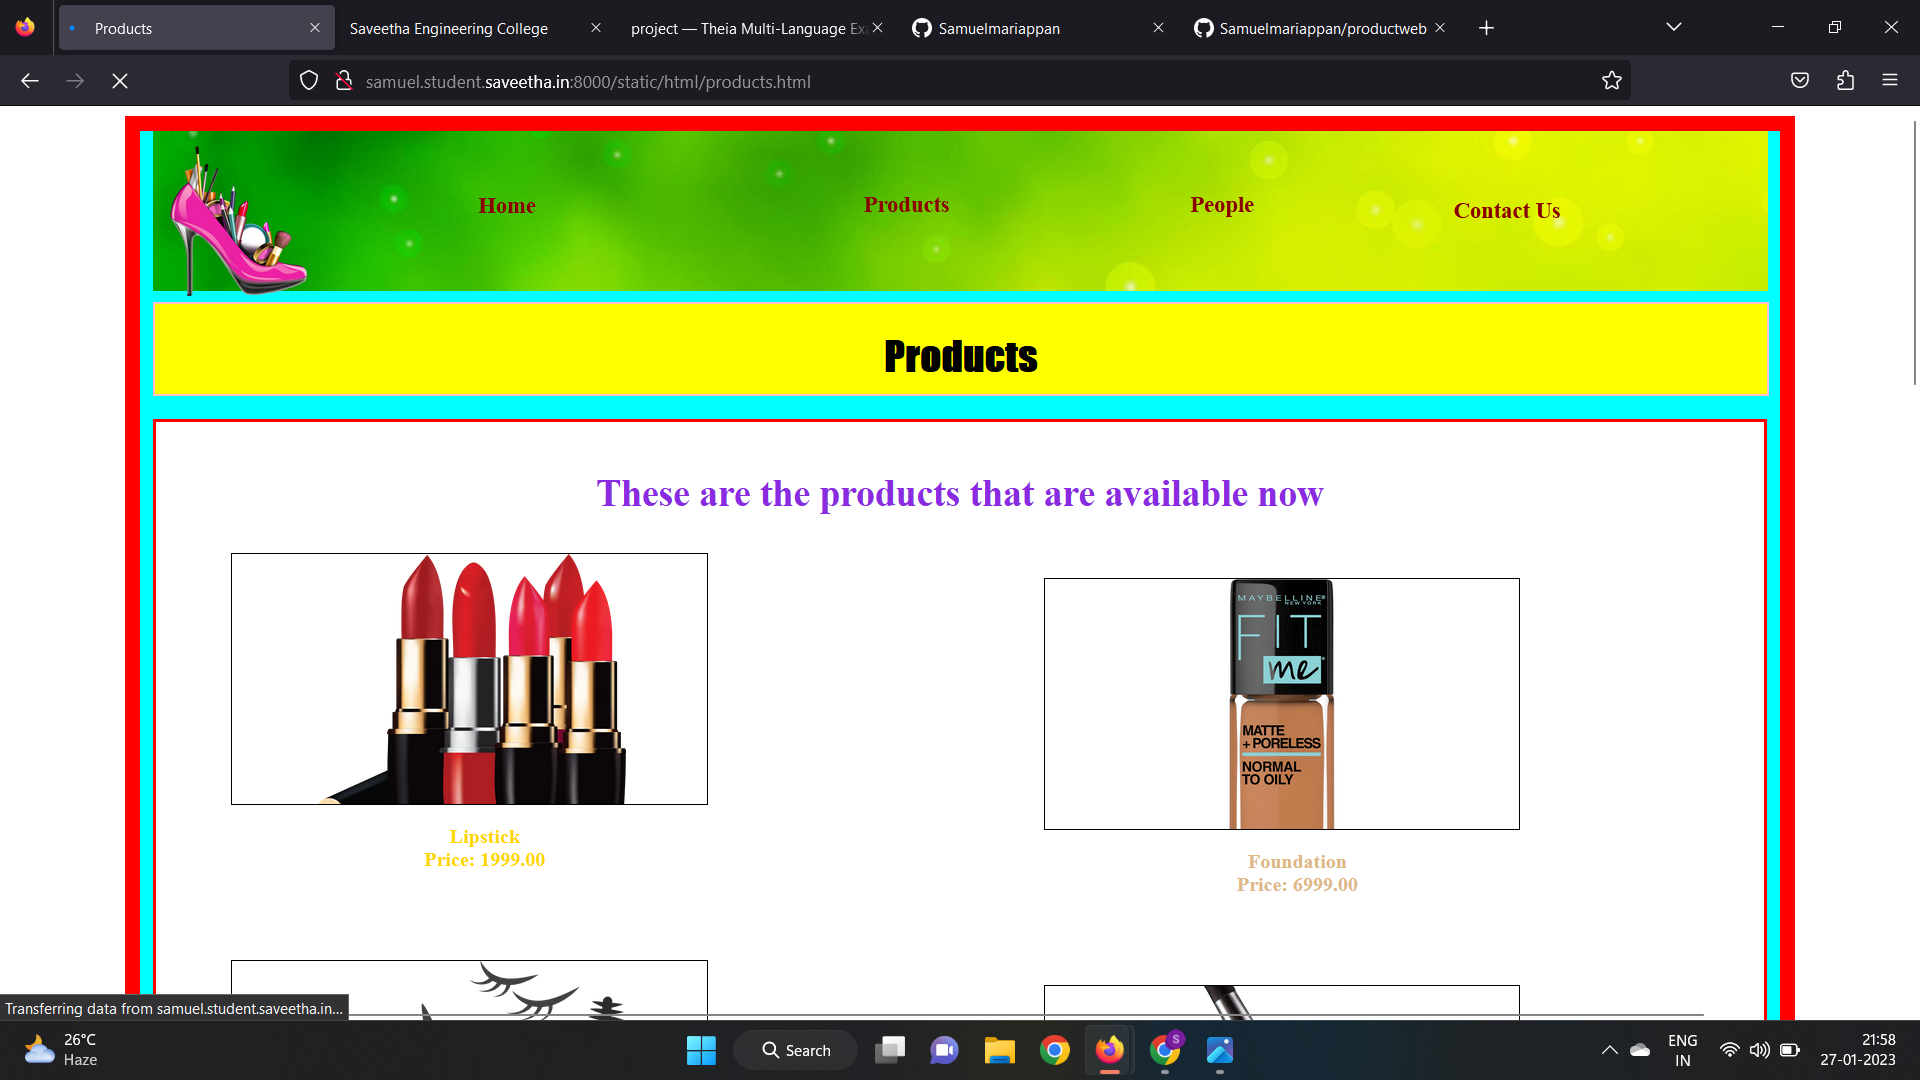 Products
Saveetha Engineering College
project — Theia Multi-Language Exa
Samuelmariappan
Samuelmariappan/productweb
samuel.student.saveetha.in:8000/static/html/products.html
Home
Products
People
Contact Us
Products
These are the products that are available now
MAYBELLINE®
NEW YORK
FIT
me
MATTE
+ PORELESS
NORMAL
TO OILY
Lipstick
Price: 1999.00
Foundation
Price: 6999.00
Transferring data from samuel.student.saveetha.in...
26°C
Haze
Search
S
ENG
IN
21:58
27-01-2023